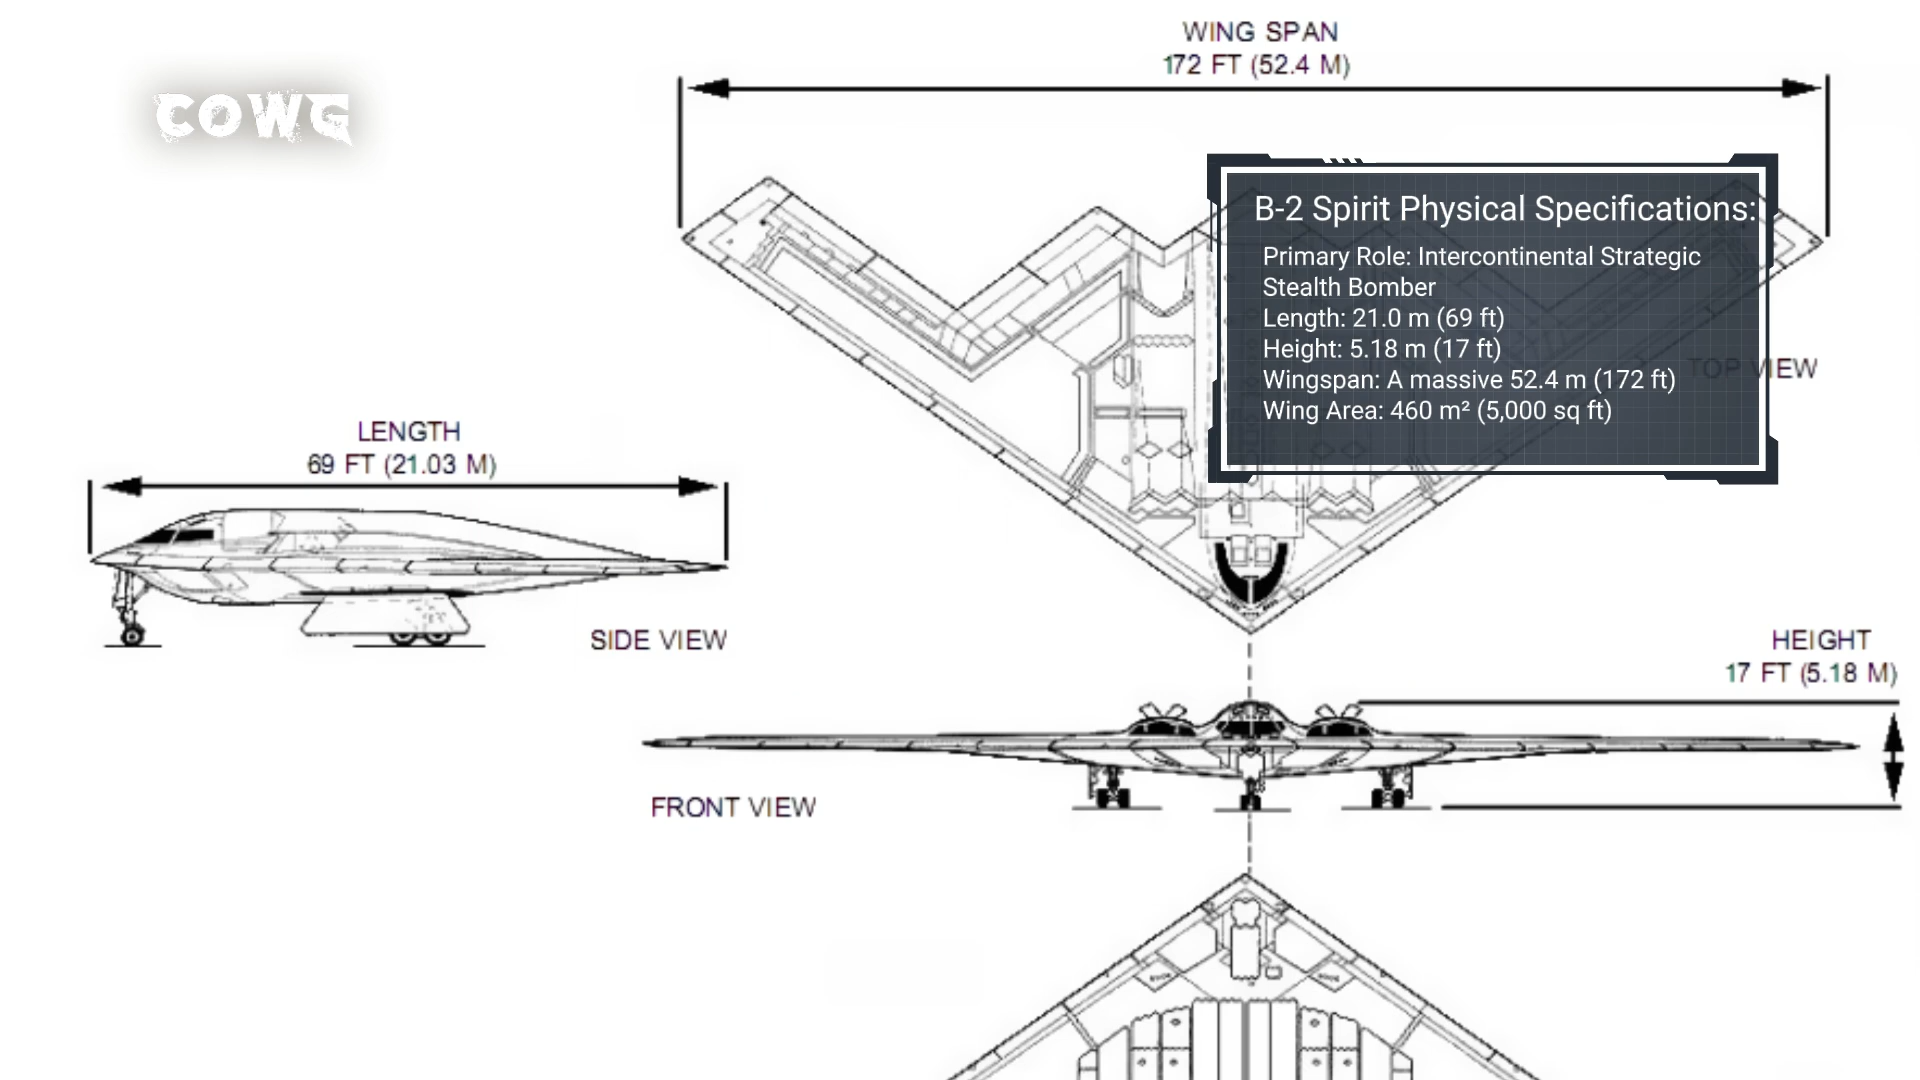 WING SPAN
172 FT (52.4 M)
COWG
B-2 Spirit Physical Specifications:
Primary Role: Intercontinental Strategic
Stealth Bomber
Length: 21.0 m (69 ft)
Height: 5.18 m (17 ft)
Wingspan: A massive 52.4 m (172 ft)
Wing Area: 460 m² (5,000 sq ft)
TOP VIEW
LENGTH
69 FT (21.03 M)
SIDE VIEW
HEIGHT
17 FT (5.18 M)
FRONT VIEW